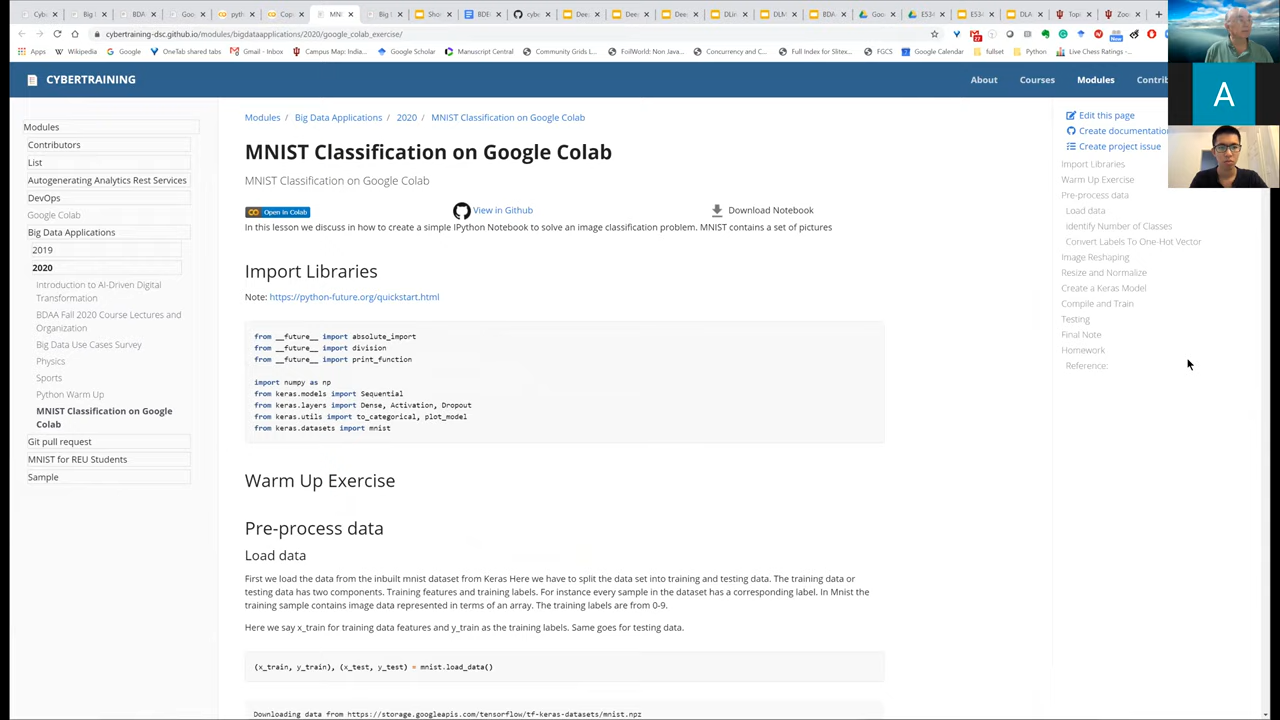 cybertraining-dsc.github.io/modules/bigdataapplications/2020/google_colab_exercise/
Apps Wikipedia Google OneTab shared tabs Gmail - Inbox Campus Map: India... Google Scholar Manuscript Central Community Grids L... FoilWorld: Non Java... Concurrency and C... Full Index for Slitex... FGCS Google Calendar fullset Python Live Chess Ratings -...
CYBERTRAINING
About Courses Modules
Modules
Contributors
List
Autogenerating Analytics Rest Services
DevOps
Google Colab
Big Data Applications
2019
2020
Introduction to AI-Driven Digital
Transformation
BDAA Fall 2020 Course Lectures and
Organization
Big Data Use Cases Survey
Physics
Sports
Python Warm Up
MNIST Classification on Google
Colab
Git pull request
MNIST for REU Students
Sample
Modules / Big Data Applications / 2020 / MNIST Classification on Google Colab
MNIST Classification on Google Colab
MNIST Classification on Google Colab
Open in Colab View in Github Download Notebook
In this lesson we discuss in how to create a simple IPython Notebook to solve an image classification problem. MNIST contains a set of pictures
Import Libraries
Note: https://python-future.org/quickstart.html
from __future__ import absolute_import
from __future__ import division
from __future__ import print_function
import numpy as np
from keras.models import Sequential
from keras.layers import Dense, Activation, Dropout
from keras.utils import to_categorical, plot_model
from keras.datasets import mnist
Warm Up Exercise
Pre-process data
Load data
First we load the data from the inbuilt mnist dataset from Keras Here we have to split the data set into training and testing data. The training data or
testing data has two components. Training features and training labels. For instance every sample in the dataset has a corresponding label. In Mnist the
training sample contains image data represented in terms of an array. The training labels are from 0-9.
Here we say x_train for training data features and y_train as the training labels. Same goes for testing data.
(x_train, y_train), (x_test, y_test) = mnist.load_data()
Downloading data from https://storage.googleapis.com/tensorflow/tf-keras-datasets/mnist.npz
Edit this page
Create documentation
Create project issue
Import Libraries
Warm Up Exercise
Pre-process data
Load data
Identify Number of Classes
Convert Labels To One-Hot Vector
Image Reshaping
Resize and Normalize
Create a Keras Model
Compile and Train
Testing
Final Note
Homework
Reference:
A